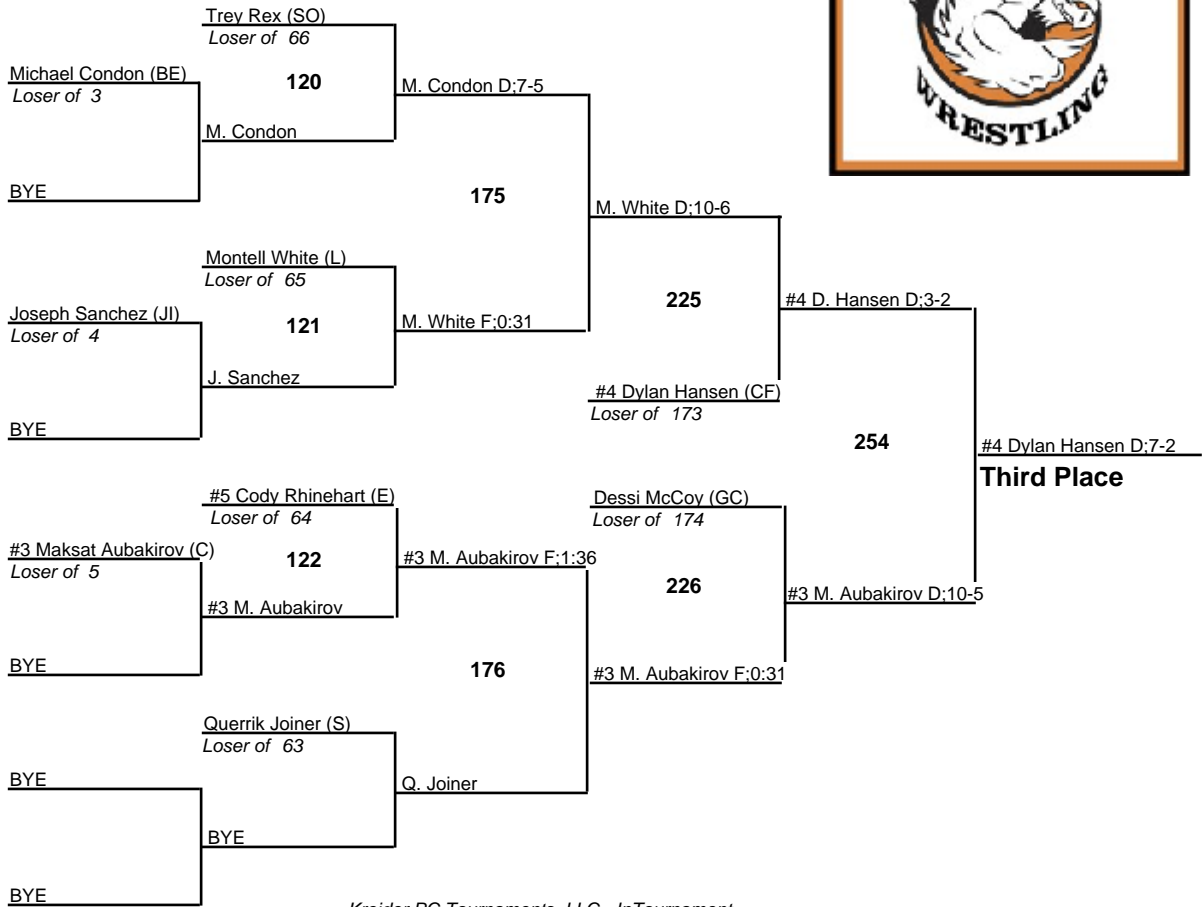 Trey Rex (SO)
Loser of 66
Michael Condon (BE)
Loser of 3
120
M. Condon D;7-5
M. Condon
BYE
175
M. White D;10-6
Montell White (L)
Loser of 65
Joseph Sanchez (JI)
Loser of 4
121
M. White F;0:31
J. Sanchez
BYE
225
#4 D. Hansen D;3-2
#4 Dylan Hansen (CF)
Loser of 173
254
#4 Dylan Hansen D;7-2
Third Place
#5 Cody Rhinehart (E)
Loser of 64
#3 Maksat Aubakirov (C)
Loser of 5
122
#3 M. Aubakirov F;1:36
#3 M. Aubakirov
BYE
Dessi McCoy (GC)
Loser of 174
226
#3 M. Aubakirov D;10-5
176
#3 M. Aubakirov F;0:31
Querrik Joiner (S)
Loser of 63
BYE
Q. Joiner
BYE
BYE
WRESTLING